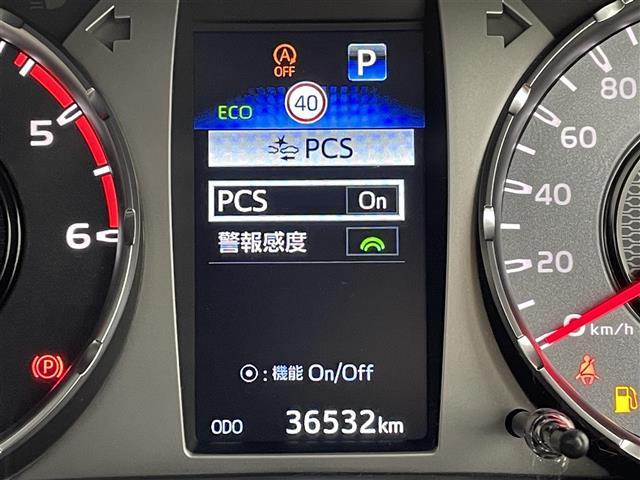 A
OFF
P
ECO
40
PCS
PCS On
警報感度
◉: 機能 On/Off
ODO 36532km
5
6
(P)
80
60
40
20
0 km/h